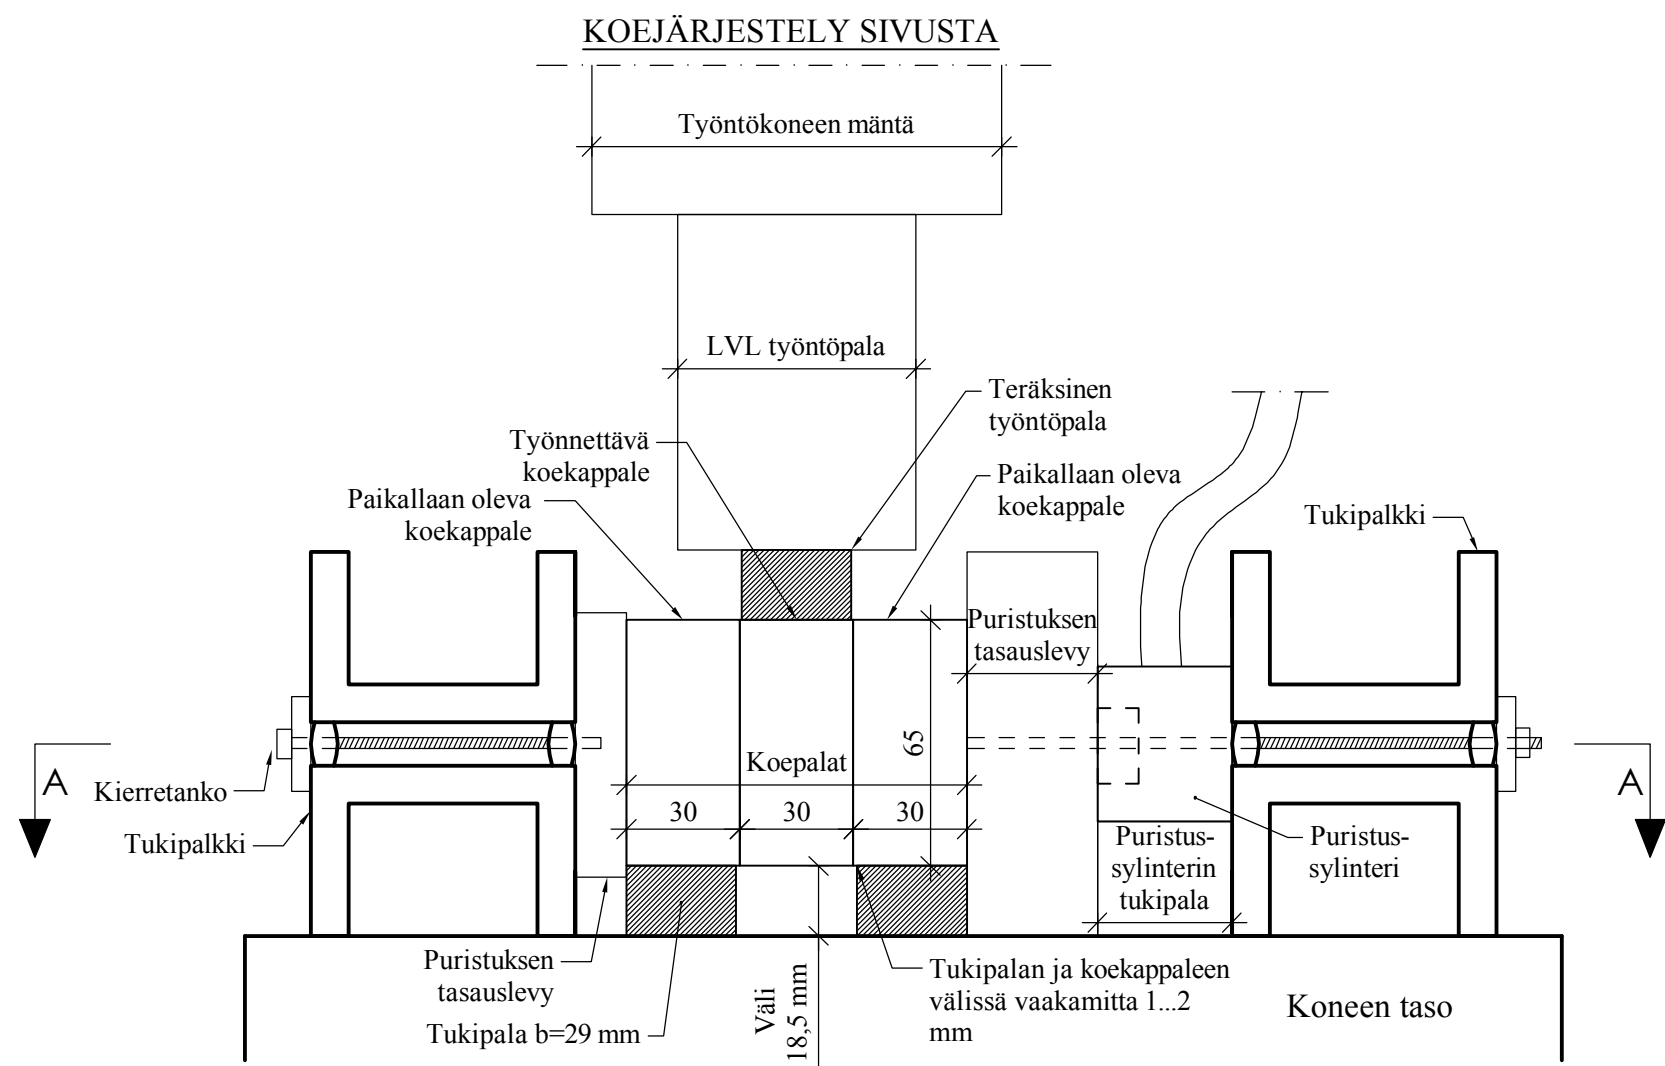 KOEJÄRJESTELY SIVUSTA
Työntökoneen mäntä
LVL työntöpala
Teräksinen
työntöpala
Työnnettävä
koekappale
Paikallaan oleva
koekappale
Paikallaan oleva
koekappale
Tukipalkki
Puristuksen
tasauslevy
65
Koepalat
30
30
30
A
A
Kierretanko
Tukipalkki
Puristus-
sylinterin
tukipala
Puristus-
sylinteri
Puristuksen
tasauslevy
Tukipala b=29 mm
Väli
18,5 mm
Tukipalan ja koekappaleen
välissä vaakamitta 1...2
mm
Koneen taso